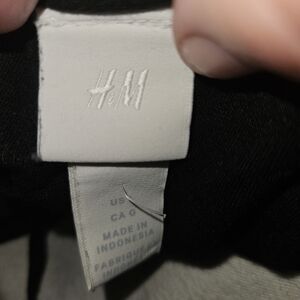 H&M
US
CA G
MADE IN
INDONESIA
FABRIQUÉ